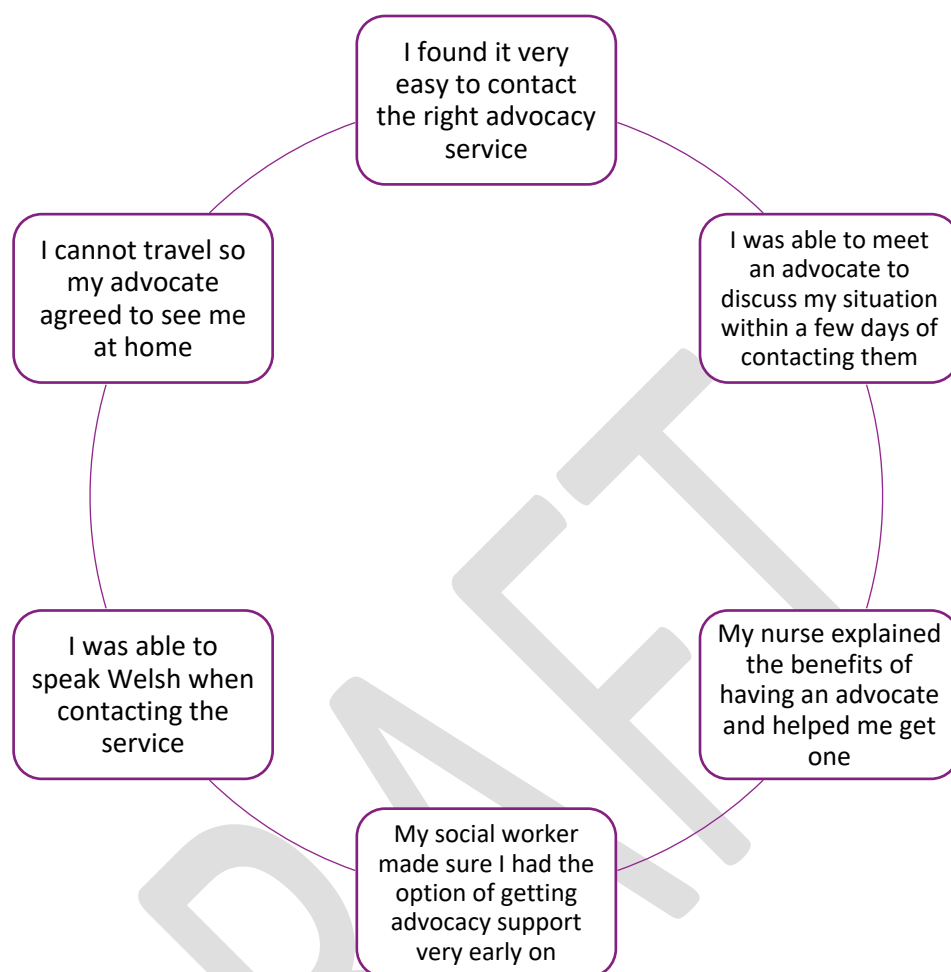 I found it very
easy to contact
the right advocacy
service
I was able to meet
an advocate to
discuss my situation
within a few days of
contacting them
My nurse explained
the benefits of
having an advocate
and helped me get
one
My social worker
made sure I had the
option of getting
advocacy support
very early on
I was able to
speak Welsh when
contacting the
service
I cannot travel so
my advocate
agreed to see me
at home
DRAFT